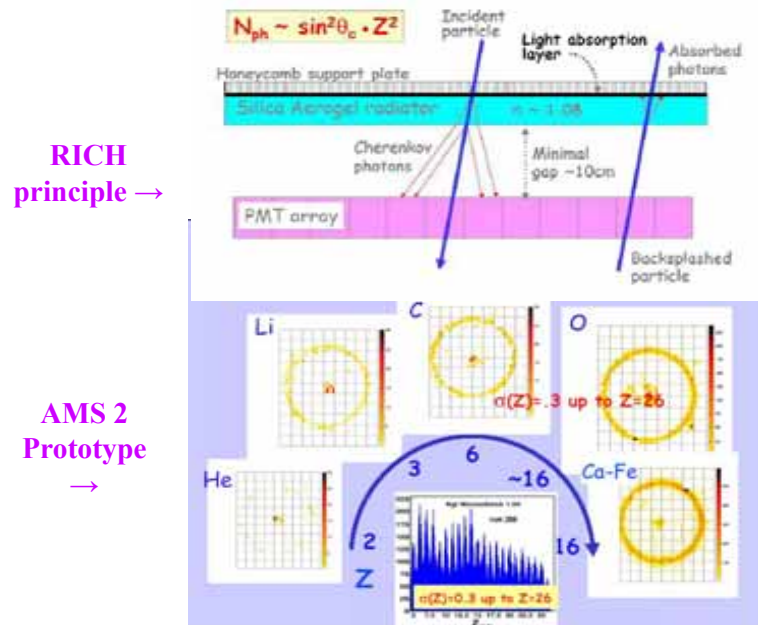 RICH
principle →
N_ph ~ sin²θ_c • Z²
Incident
particle
Light absorption
layer
Absorbed
photons
Honeycomb support plate
Silica Aerogel radiator
n ~ 1.08
Cherenkov
photons
Minimal
gap ~10cm
PMT array
Backsplashed
particle
AMS 2
Prototype
→
Li
C
O
σ(Z)=.3 up to Z=26
He
Ca-Fe
2
3
6
~16
16
Z
σ(Z)=0.3 up to Z=26